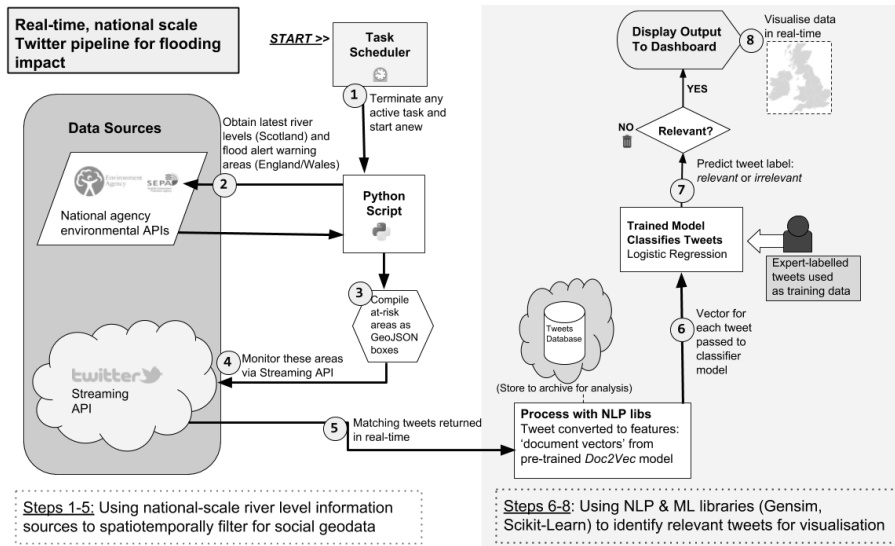 Real-time, national scale
Twitter pipeline for flooding
impact
START >>
Task
Scheduler
1
Terminate any
active task and
start anew
Data Sources
Obtain latest river
levels (Scotland) and
flood alert warning
areas (England/Wales)
2
Environment
Agency
SEPA
National agency
environmental APIs
Python
Script
3
Compile
at-risk
areas as
GeoJSON
boxes
4
Monitor these areas
via Streaming API
twitter
Streaming
API
5
Matching tweets returned
in real-time
Steps 1-5: Using national-scale river level information
sources to spatiotemporally filter for social geodata
Display Output
To Dashboard
8
Visualise data
in real-time
YES
NO
Relevant?
7
Predict tweet label:
relevant or irrelevant
Trained Model
Classifies Tweets
Logistic Regression
Expert-labelled
tweets used
as training data
6
Vector for
each tweet
passed to
classifier
model
Tweets
Database
(Store to archive for analysis)
Process with NLP libs
Tweet converted to features:
‘document vectors’ from
pre-trained Doc2Vec model
Steps 6-8: Using NLP & ML libraries (Gensim,
Scikit-Learn) to identify relevant tweets for visualisation